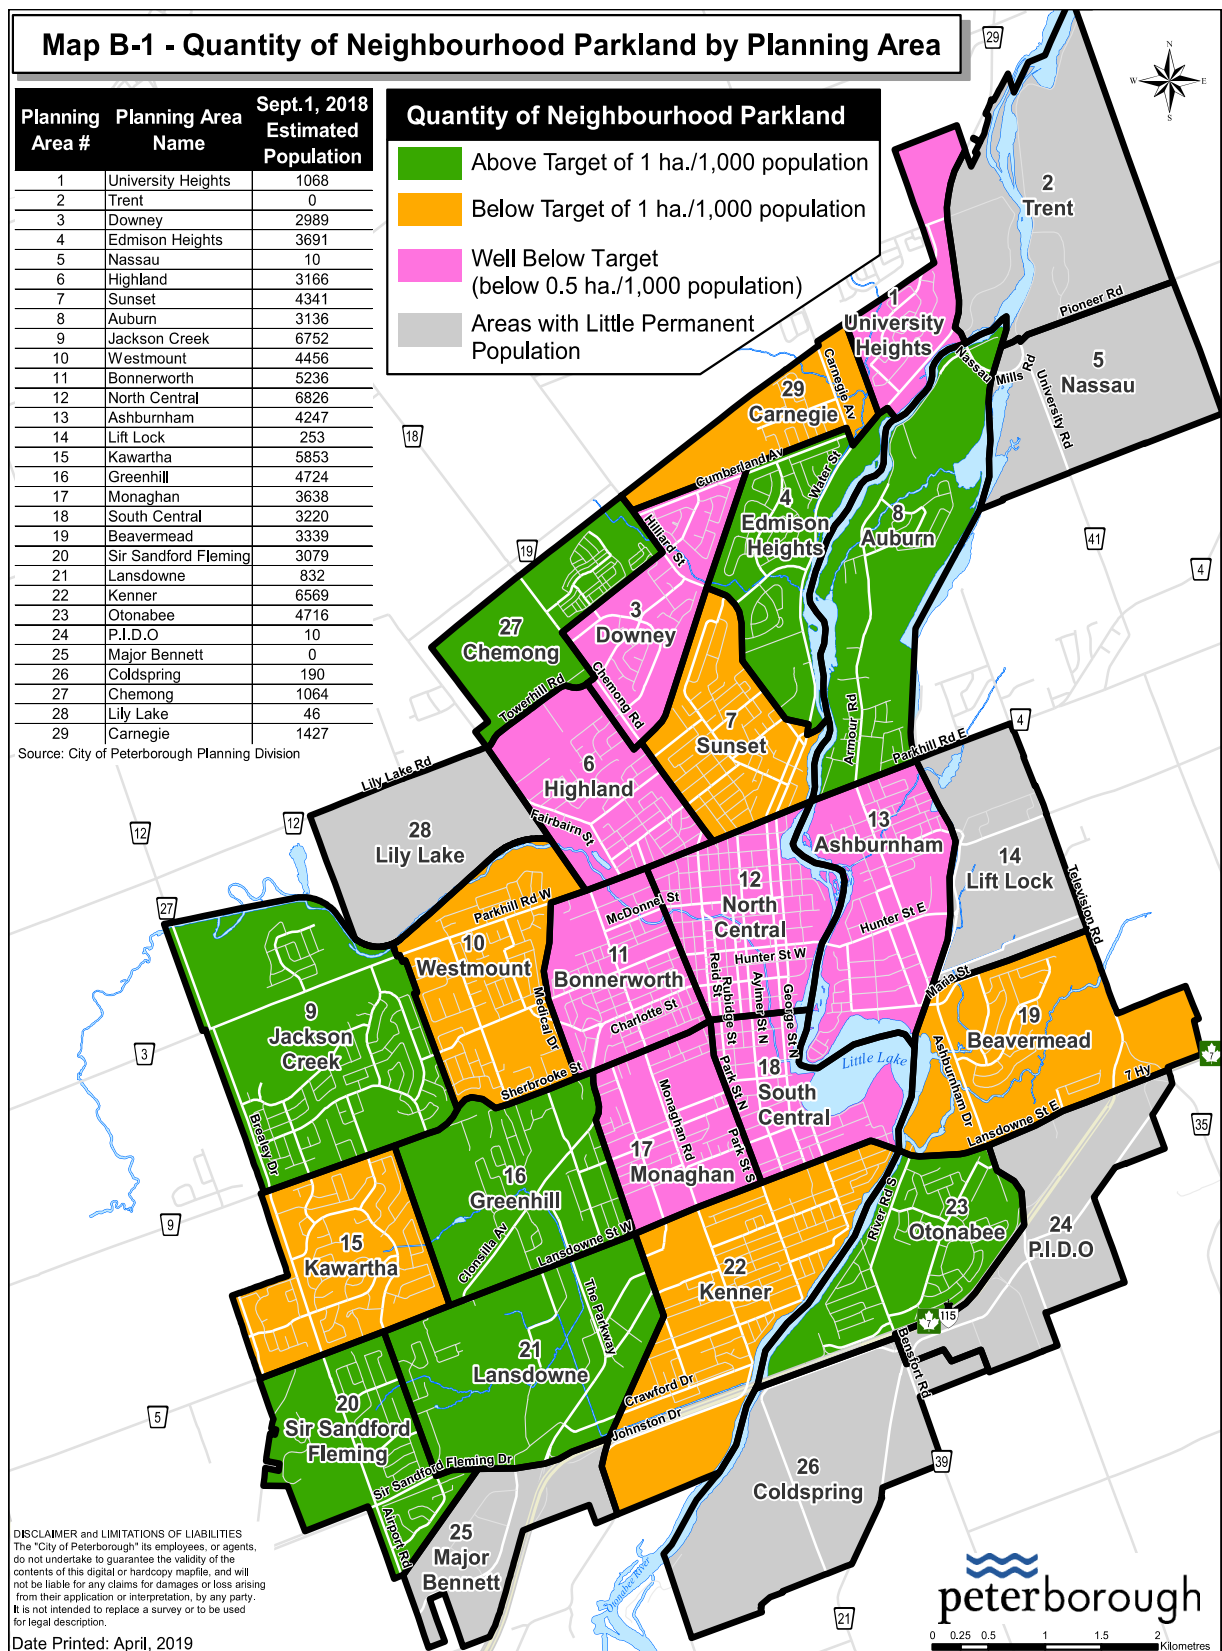 Map B-1 - Quantity of Neighbourhood Parkland by Planning Area
Planning Area # Planning Area Name Sept.1, 2018 Estimated Population
1 University Heights 1068
2 Trent 0
3 Downey 2989
4 Edmison Heights 3691
5 Nassau 10
6 Highland 3166
7 Sunset 4341
8 Auburn 3136
9 Jackson Creek 6752
10 Westmount 4456
11 Bonnerworth 5236
12 North Central 6826
13 Ashburnham 4247
14 Lift Lock 253
15 Kawartha 5853
16 Greenhill 4724
17 Monaghan 3638
18 South Central 3220
19 Beavermead 3339
20 Sir Sandford Fleming 3079
21 Lansdowne 832
22 Kenner 6569
23 Otonabee 4716
24 P.I.D.O 10
25 Major Bennett 0
26 Coldspring 190
27 Chemong 1064
28 Lily Lake 46
29 Carnegie 1427
Source: City of Peterborough Planning Division
Quantity of Neighbourhood Parkland
Above Target of 1 ha./1,000 population
Below Target of 1 ha./1,000 population
Well Below Target
(below 0.5 ha./1,000 population)
Areas with Little Permanent
Population
29
N
W E
S
2
Trent
1
University
Heights
Pioneer Rd
Nassau Mills Rd
University Rd
5
Nassau
29
Carnegie
Carnegie Av
18
Cumberland Av
Water St
4
Edmison
Heights
8
Auburn
Hilliard St
19
41
4
3
Downey
27
Chemong
Towerhill Rd
Chemong Rd
7
Sunset
Armour Rd
Parkhill Rd E
4
Lily Lake Rd
6
Highland
Fairbairn St
12
12
28
Lily Lake
13
Ashburnham
14
Lift Lock
Television Rd
27
Parkhill Rd W
McDonnel St
12
North
Central
Hunter St E
10
Westmount
11
Bonnerworth
Hunter St W
Reid St
Rubidge St
Aylmer St N
George St N
Maria St
Medical Dr
Charlotte St
9
Jackson
Creek
19
Beavermead
3
Sherbrooke St
Little Lake
Ashburnham Dr
7 Hy
7
Lansdowne St E
35
Brealey Dr
Monaghan Rd
Park St N
Park St S
18
South
Central
17
Monaghan
16
Greenhill
9
Clonsilla Av
Lansdowne St W
River Rd S
23
Otonabee
24
P.I.D.O
15
Kawartha
The Parkway
22
Kenner
7
115
Bensfort Rd
21
Lansdowne
Crawford Dr
Johnston Dr
20
Sir Sandford
Fleming
5
Sir Sandford Fleming Dr
Airport Rd
26
Coldspring
39
25
Major
Bennett
Otonabee River
21
DISCLAIMER and LIMITATIONS OF LIABILITIES
The "City of Peterborough" its employees, or agents,
do not undertake to guarantee the validity of the
contents of this digital or hardcopy mapfile, and will
not be liable for any claims for damages or loss arising
from their application or interpretation, by any party.
It is not intended to replace a survey or to be used
for legal description.
Date Printed: April, 2019
peterborough
0 0.25 0.5 1 1.5 2
Kilometres